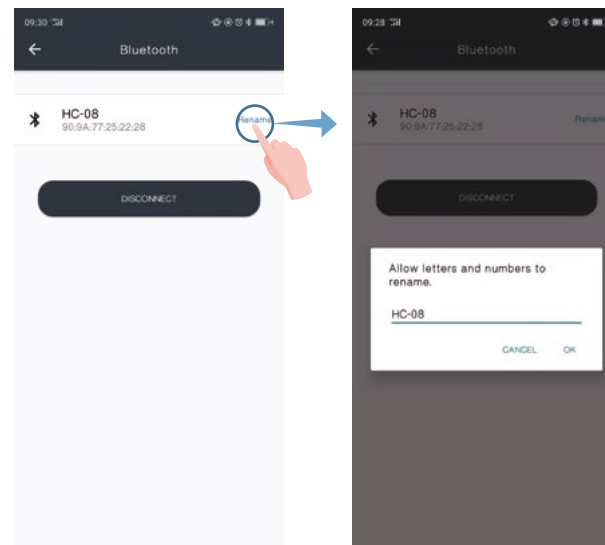 09:30
Bluetooth
HC-08
90:9A:77:25:22:28
Rename
DISCONNECT
09:28
Bluetooth
HC-08
90:9A:77:25:22:28
Rename
DISCONNECT
Allow letters and numbers to
rename.
HC-08
CANCEL OK